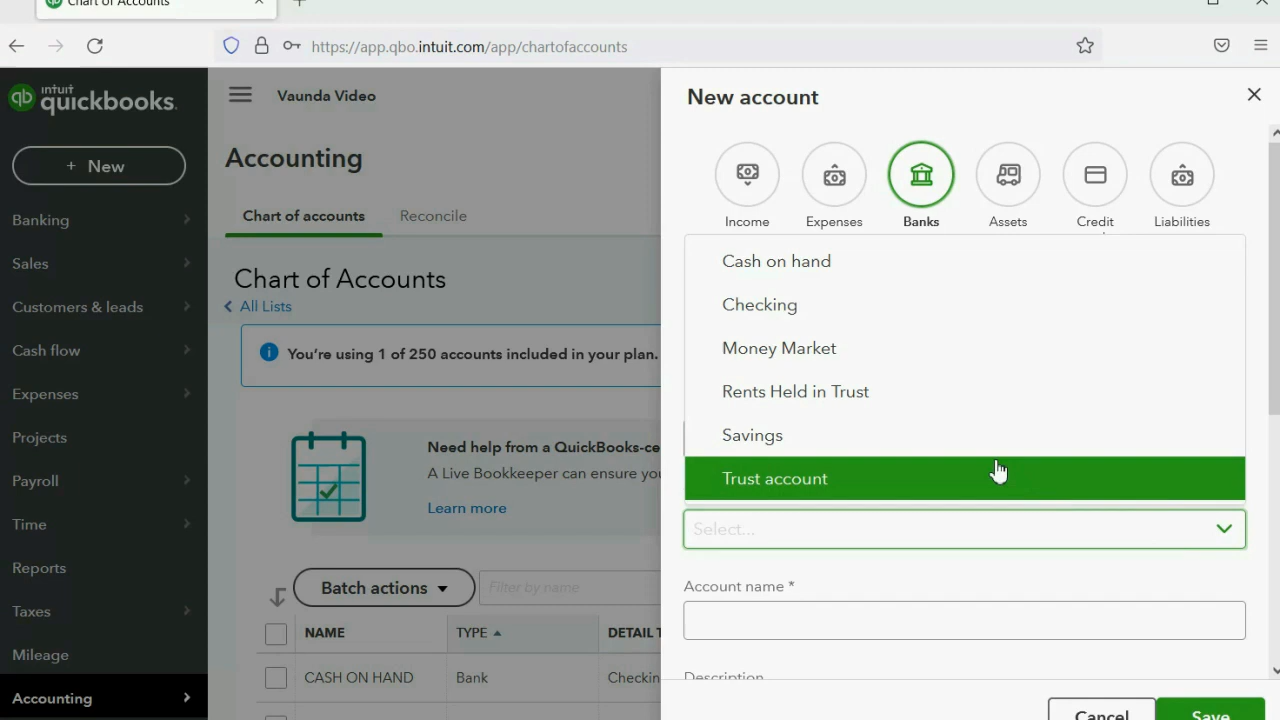 Chart of Accounts
https://app.qbo.intuit.com/app/chartofaccounts
intuit
quickbooks.
qb
+ New
Banking
Sales
Customers & leads
Cash flow
Expenses
Projects
Payroll
Time
Reports
Taxes
Mileage
Accounting
Vaunda Video
Accounting
Chart of accounts
Reconcile
Chart of Accounts
All Lists
You're using 1 of 250 accounts included in your plan.
Need help from a QuickBooks-ce
A Live Bookkeeper can ensure you
Learn more
Batch actions
Filter by name
NAME
TYPE
DETAIL T
CASH ON HAND
Bank
Checkin
New account
Income
Expenses
Banks
Assets
Credit
Liabilities
Cash on hand
Checking
Money Market
Rents Held in Trust
Savings
Trust account
Select...
Account name *
Description
Cancel
Save